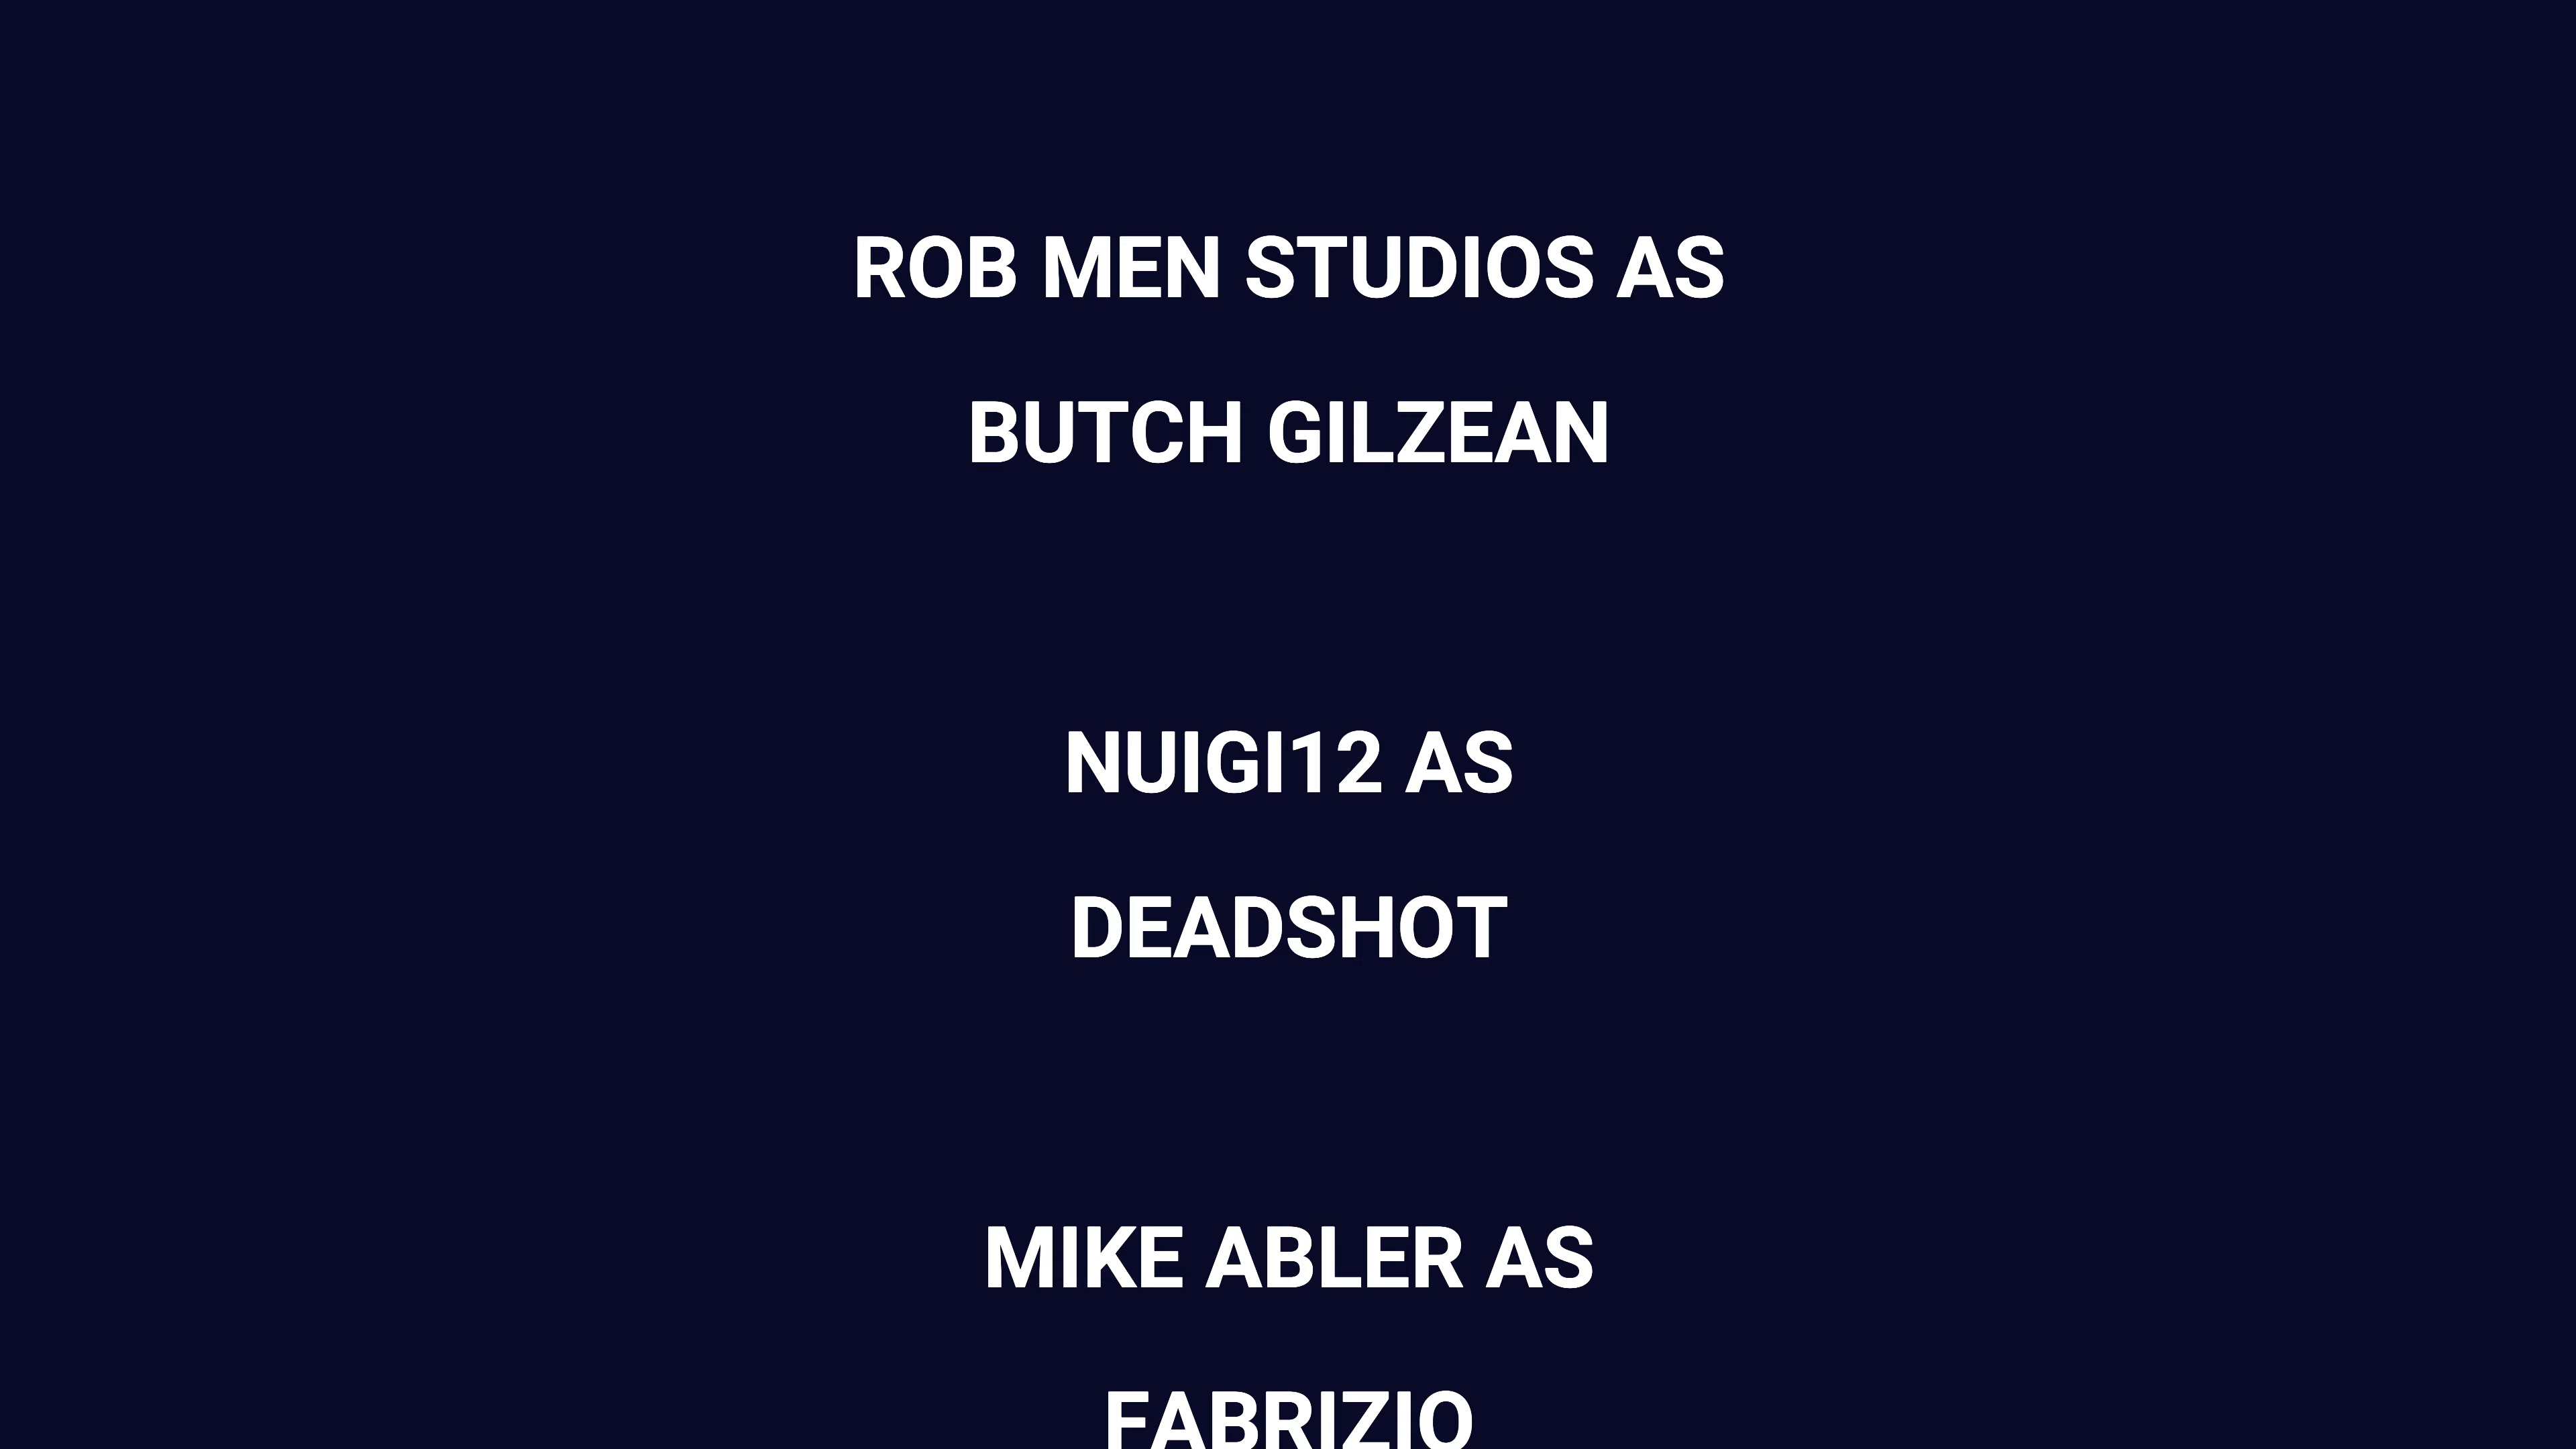 ROB MEN STUDIOS AS
BUTCH GILZEAN
NUIGI12 AS
DEADSHOT
MIKE ABLER AS
FABRIZIO